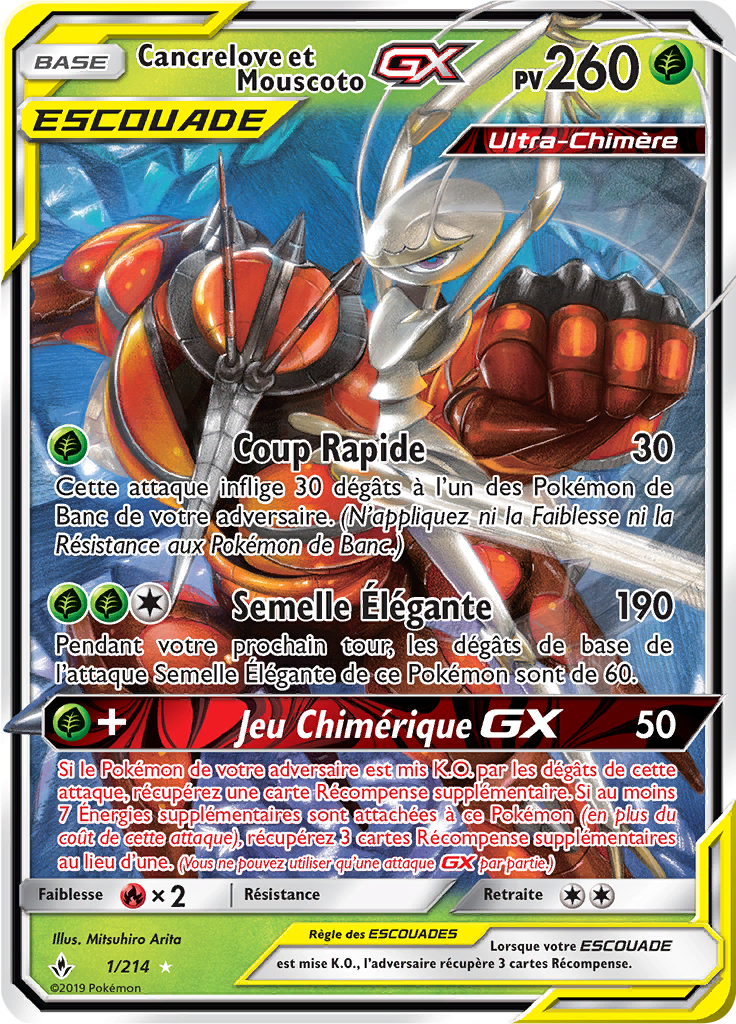 BASE
Cancrelove et
Mouscoto GX
PV 260
ESCOUADE
Ultra-Chimère
Coup Rapide 30
Cette attaque inflige 30 dégâts à l'un des Pokémon de
Banc de votre adversaire. (N'appliquez ni la Faiblesse ni la
Résistance aux Pokémon de Banc.)
Semelle Élégante 190
Pendant votre prochain tour, les dégâts de base de
l'attaque Semelle Élégante de ce Pokémon sont de 60.
+ Jeu Chimérique GX 50
Si le Pokémon de votre adversaire est mis K.O. par les dégâts de cette
attaque, récupérez une carte Récompense supplémentaire. Si au moins
7 Énergies supplémentaires sont attachées à ce Pokémon (en plus du
coût de cette attaque), récupérez 3 cartes Récompense supplémentaires
au lieu d'une. (Vous ne pouvez utiliser qu'une attaque GX par partie.)
Faiblesse × 2 Résistance Retraite
Illus. Mitsuhiro Arita
1/214
©2019 Pokémon
Règle des ESCOUADES
Lorsque votre ESCOUADE
est mise K.O., l'adversaire récupère 3 cartes Récompense.